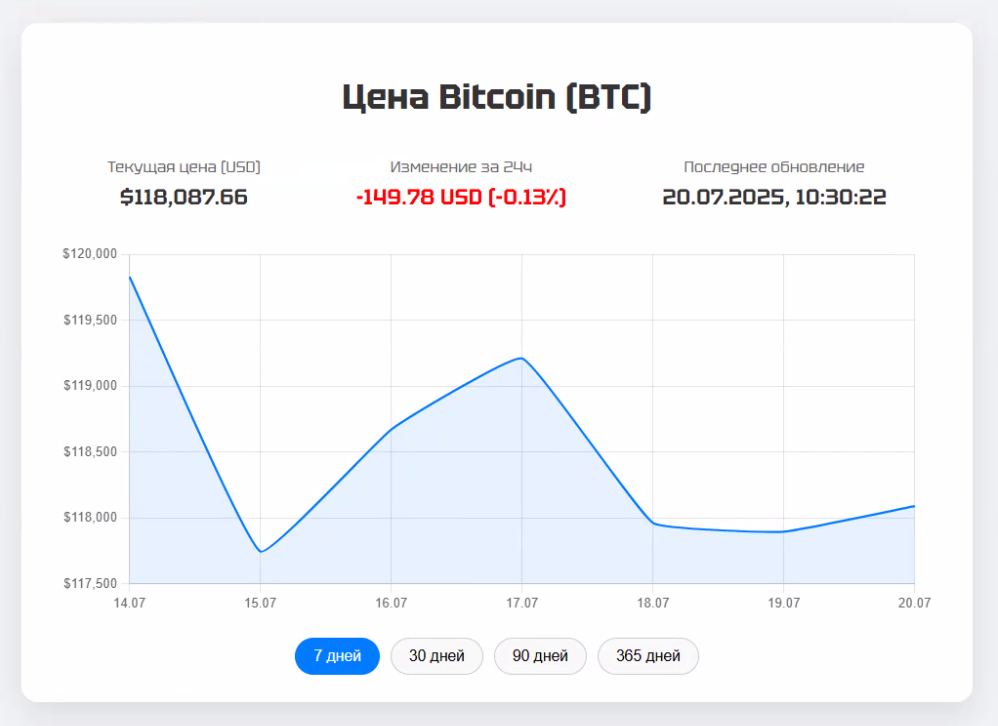 Цена Bitcoin (BTC)
Текущая цена (USD)
$118,087.66
Изменение за 24ч
-149.78 USD (-0.13%)
Последнее обновление
20.07.2025, 10:30:22
$120,000
$119,500
$119,000
$118,500
$118,000
$117,500
14.07 15.07 16.07 17.07 18.07 19.07 20.07
7 дней 30 дней 90 дней 365 дней